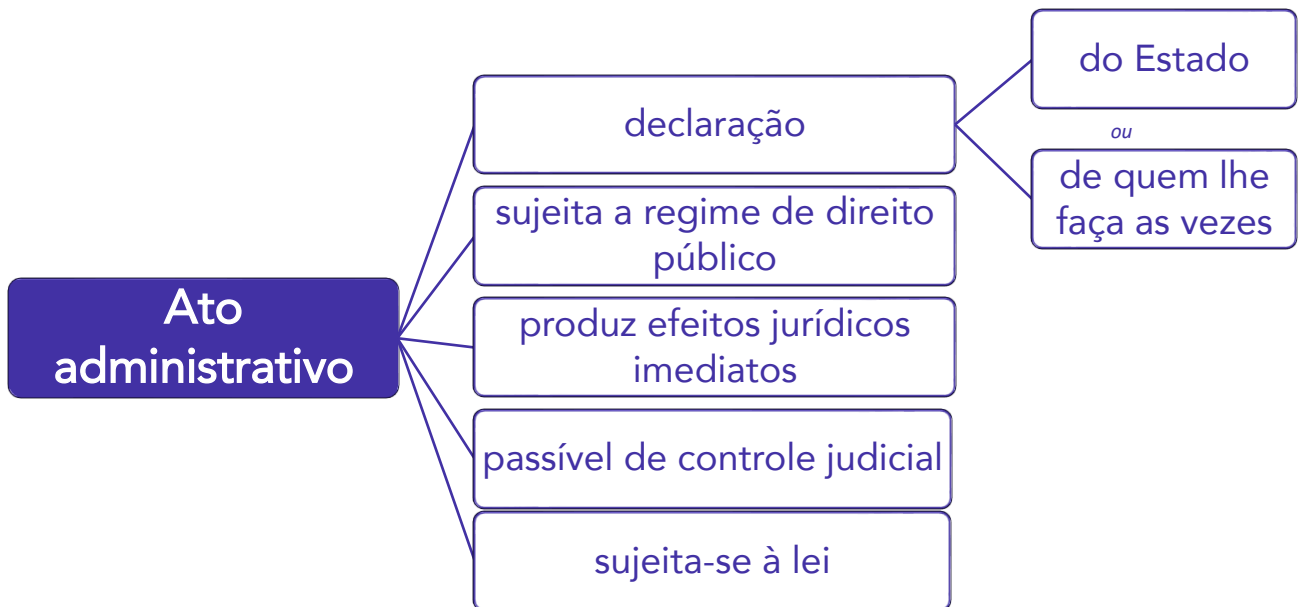 Ato
administrativo
declaração
do Estado
ou
de quem lhe
faça as vezes
sujeita a regime de direito
público
produz efeitos jurídicos
imediatos
passível de controle judicial
sujeita-se à lei